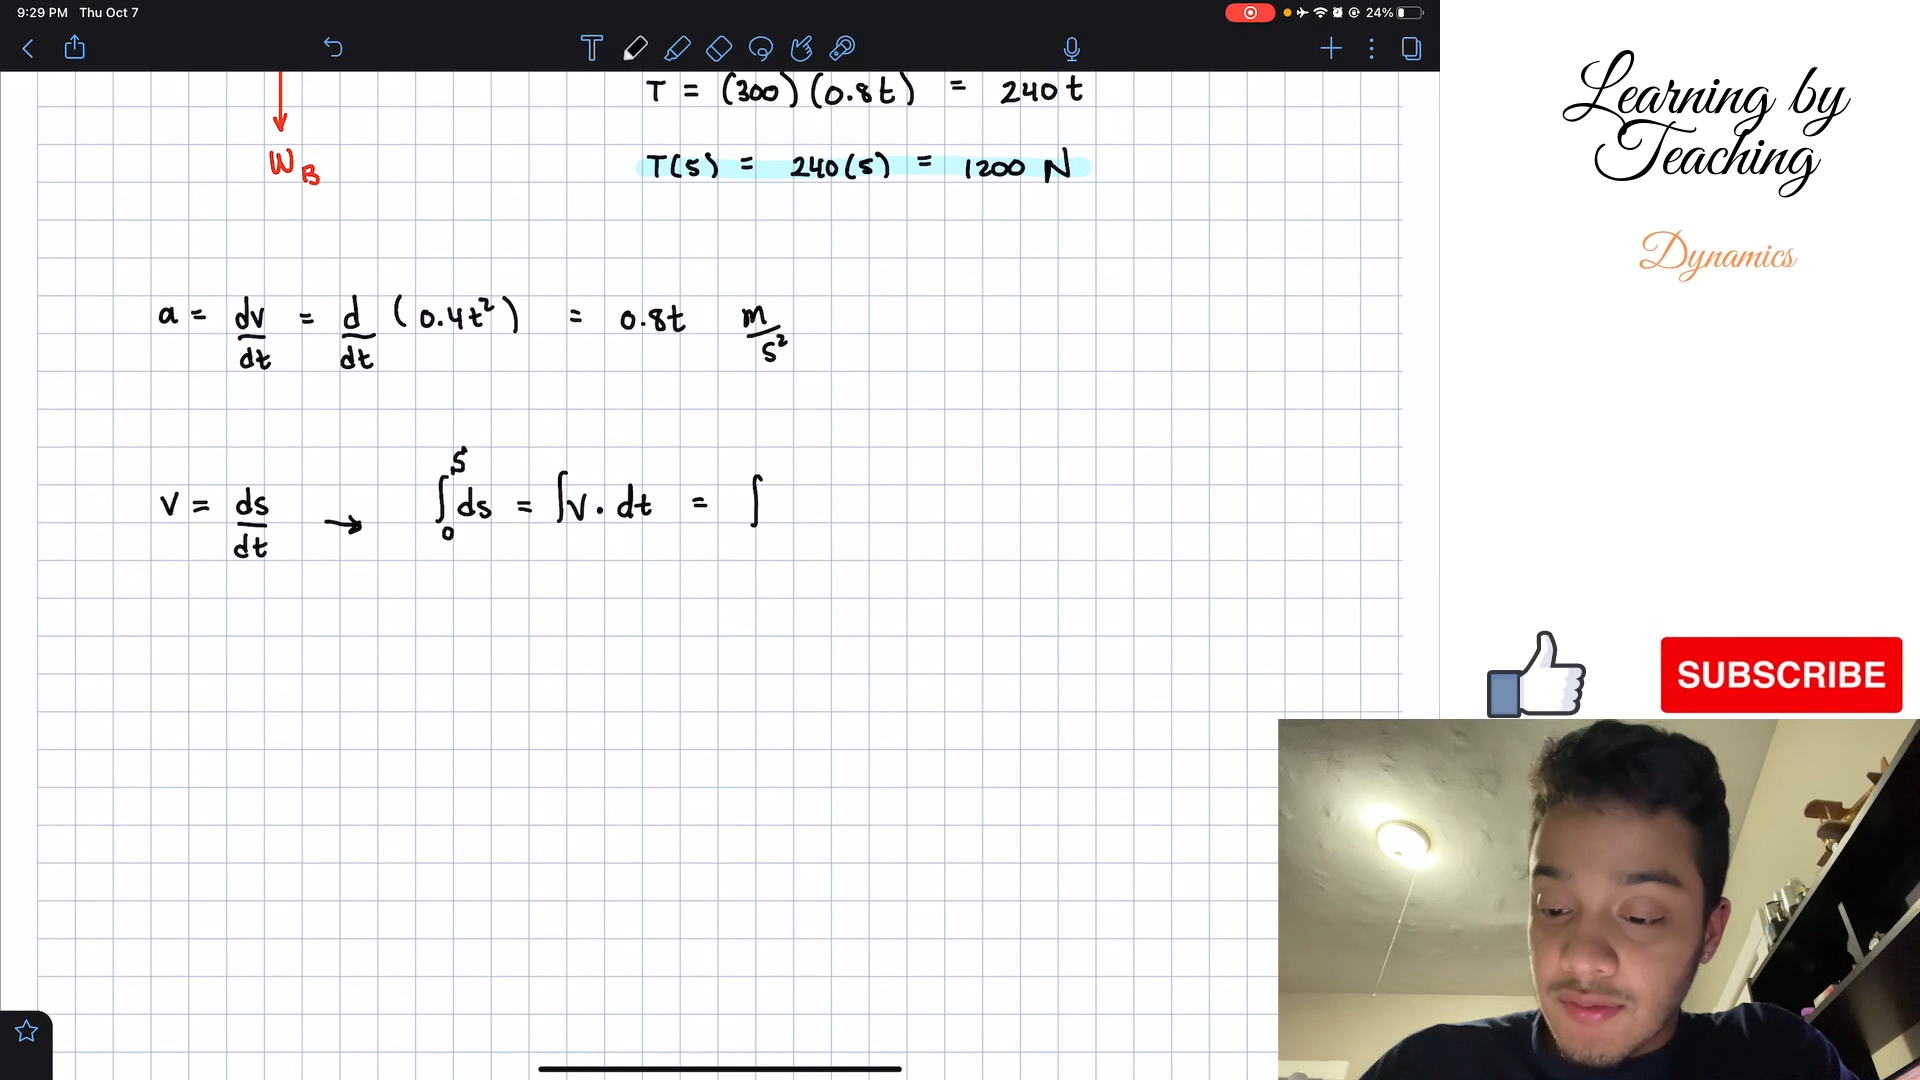 9:29 PM Thu Oct 7
24%
T = (300)(0.8t) = 240t
W_B
T(5) = 240(5) = 1200 N
a = dv/dt = d/dt (0.4t²) = 0.8t m/s²
v = ds/dt → ∫₀ˢ ds = ∫v · dt = ∫
Learning by
Teaching
Dynamics
SUBSCRIBE